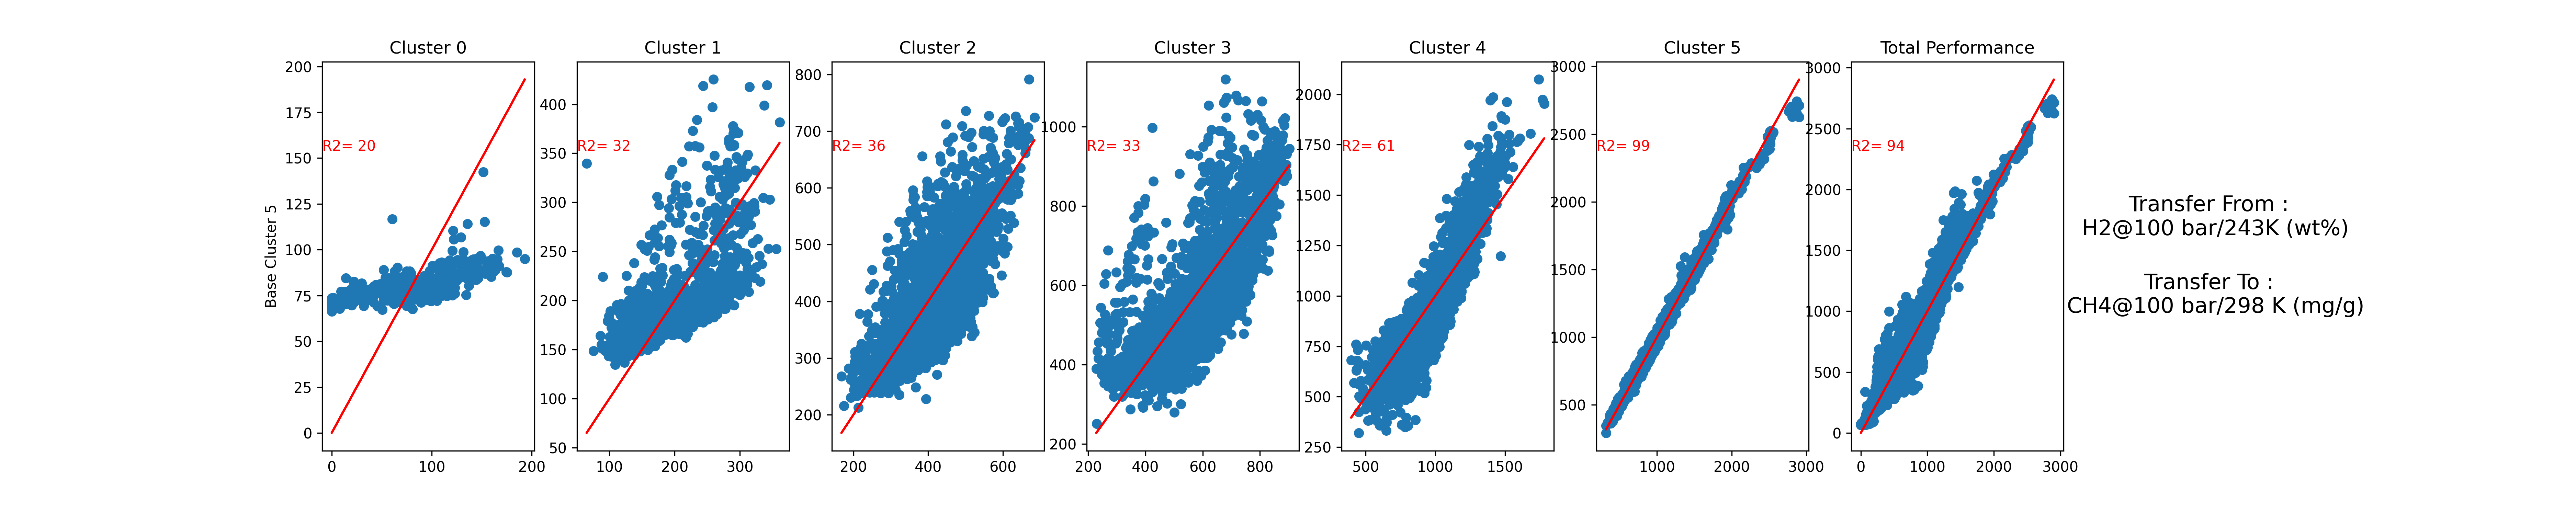 Cluster 0
Cluster 1
Cluster 2
Cluster 3
Cluster 4
Cluster 5
Total Performance
Base Cluster 5
200
175
150
125
100
75
50
25
0
R2= 20
0 100 200
400
350
300
250
200
150
100
50
R2= 32
100 200 300
800
700
600
500
400
300
200
R2= 36
200 400 600
1000
800
600
400
200
R2= 33
200 400 600 800
2000
1750
1500
1250
1000
750
500
250
R2= 61
500 1000 1500
3000
2500
2000
1500
1000
500
R2= 99
1000 2000 3000
3000
2500
2000
1500
1000
500
0
R2= 94
0 1000 2000 3000
Transfer From :
H2@100 bar/243K (wt%)
Transfer To :
CH4@100 bar/298 K (mg/g)